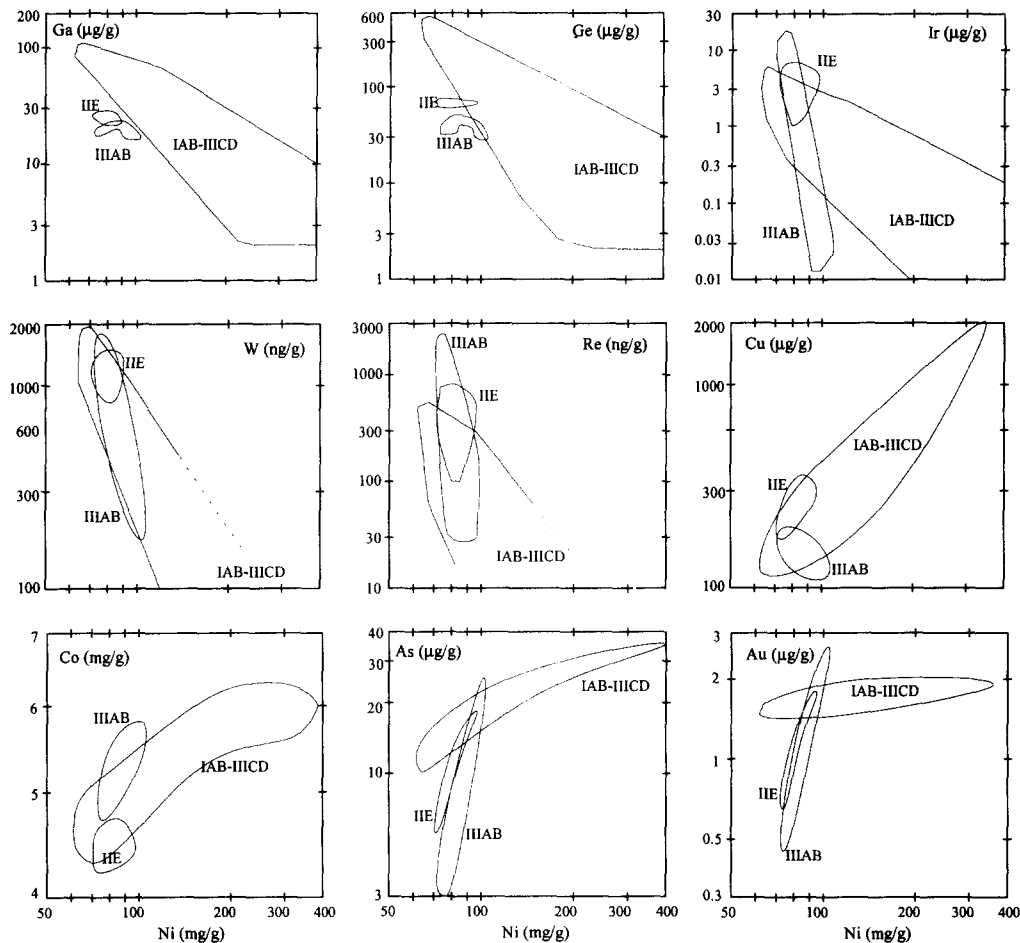 200
100
30
10
3
1
Ga (µg/g)
IIE
IIIAB
IAB-IIICD
600
300
100
30
10
3
1
Ge (µg/g)
IIE
IIIAB
IAB-IIICD
30
10
3
1
0.3
0.1
0.03
0.01
Ir (µg/g)
IIE
IIIAB
IAB-IIICD
2000
1000
600
300
100
W (ng/g)
IIE
IIIAB
IAB-IIICD
3000
1000
300
100
30
10
Re (ng/g)
IIIAB
IIE
IAB-IIICD
2000
1000
300
100
Cu (µg/g)
IAB-IIICD
IIE
IIIAB
7
6
5
4
Co (mg/g)
IIIAB
IAB-IIICD
IIE
50
100
200
300
400
Ni (mg/g)
40
30
20
10
3
As (µg/g)
IAB-IIICD
IIE
IIIAB
50
100
200
300
400
Ni (mg/g)
3
2
1
0.5
0.3
Au (µg/g)
IAB-IIICD
IIE
IIIAB
50
100
200
300
400
Ni (mg/g)